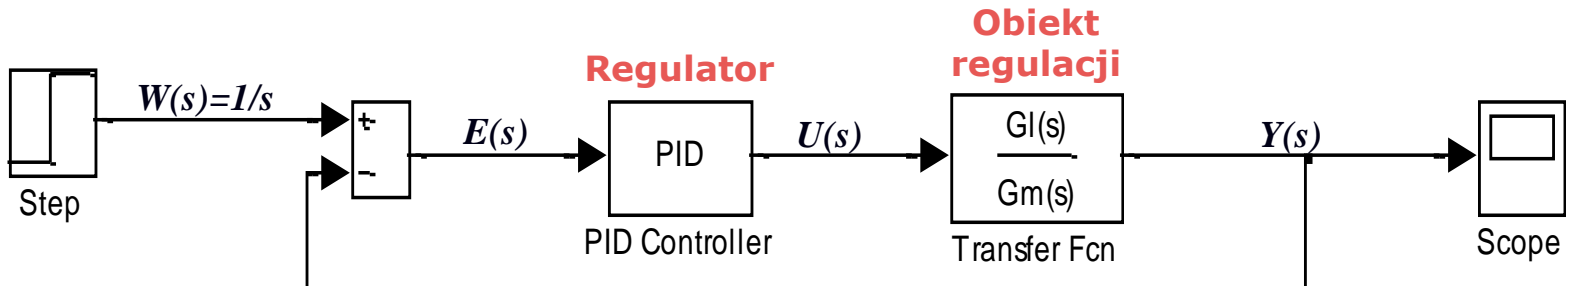 Obiekt
regulacji
Regulator
W(s)=1/s
E(s)
U(s)
Y(s)
+
-
PID
Gl(s)
Gm(s)
Step
PID Controller
Transfer Fcn
Scope